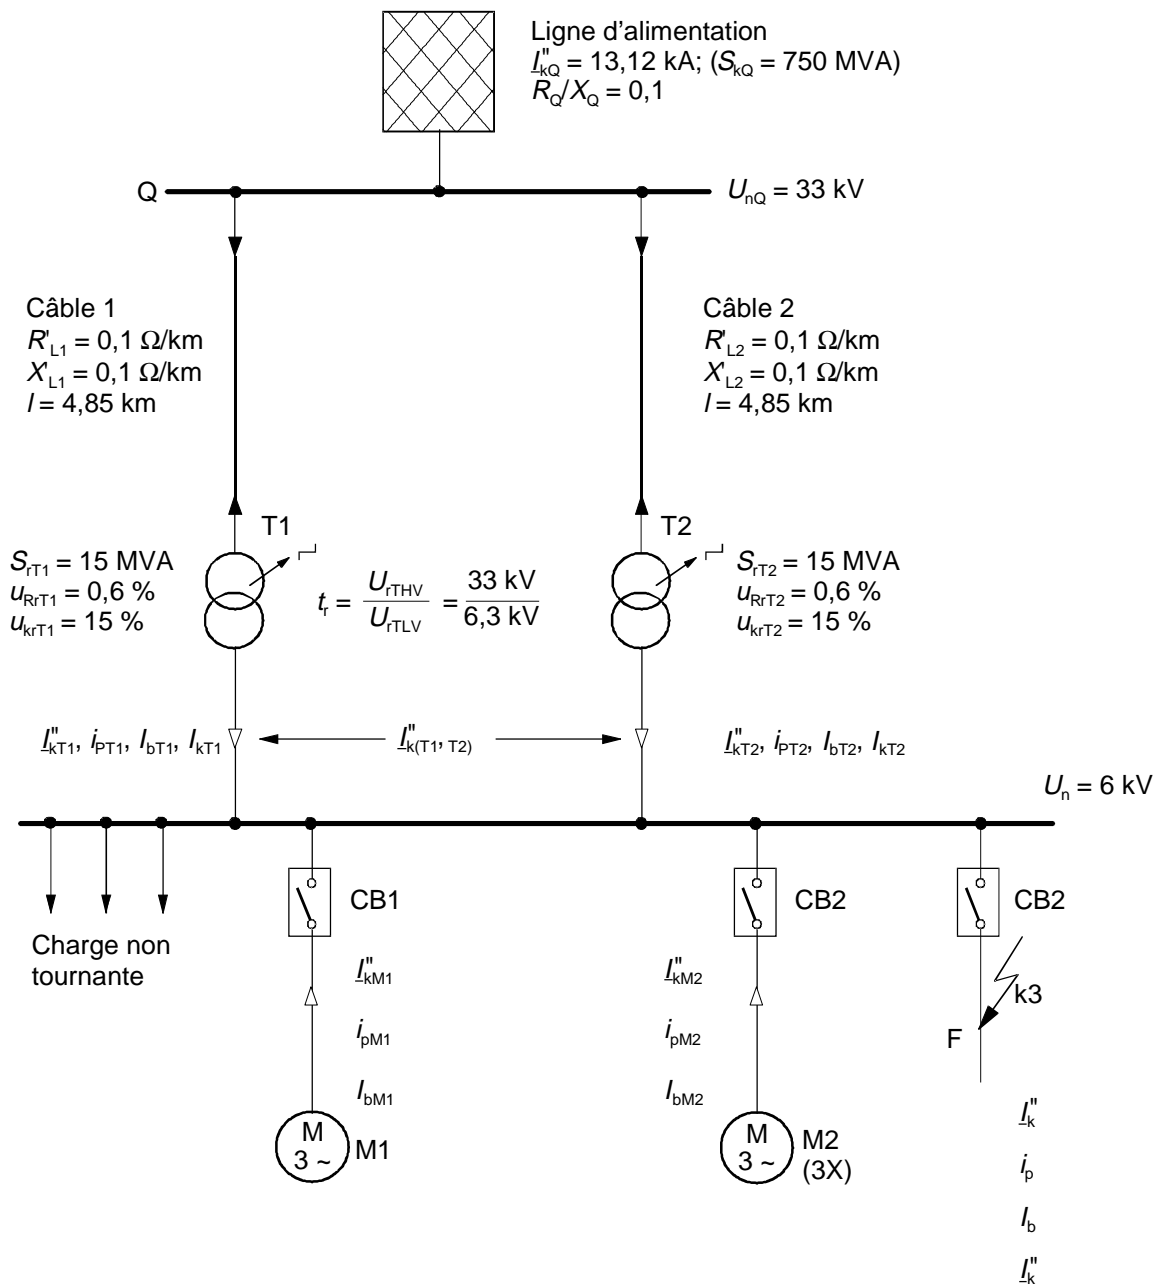 Ligne d'alimentation
I"kQ = 13,12 kA; (SkQ = 750 MVA)
RQ/XQ = 0,1
Q
UnQ = 33 kV
Câble 1
R'L1 = 0,1 Ω/km
X'L1 = 0,1 Ω/km
l = 4,85 km
Câble 2
R'L2 = 0,1 Ω/km
X'L2 = 0,1 Ω/km
l = 4,85 km
T1
T2
SrT1 = 15 MVA
uRrT1 = 0,6 %
ukrT1 = 15 %
tr = UrTHV / UrTLV = 33 kV / 6,3 kV
SrT2 = 15 MVA
uRrT2 = 0,6 %
ukrT2 = 15 %
I"kT1, iPT1, IbT1, IkT1
I"k(T1, T2)
I"kT2, iPT2, IbT2, IkT2
Un = 6 kV
CB1
CB2
CB2
Charge non
tournante
I"kM1
ipM1
IbM1
I"kM2
ipM2
IbM2
k3
F
M
3 ~
M1
M
3 ~
M2
(3X)
I"k
ip
Ib
I"k